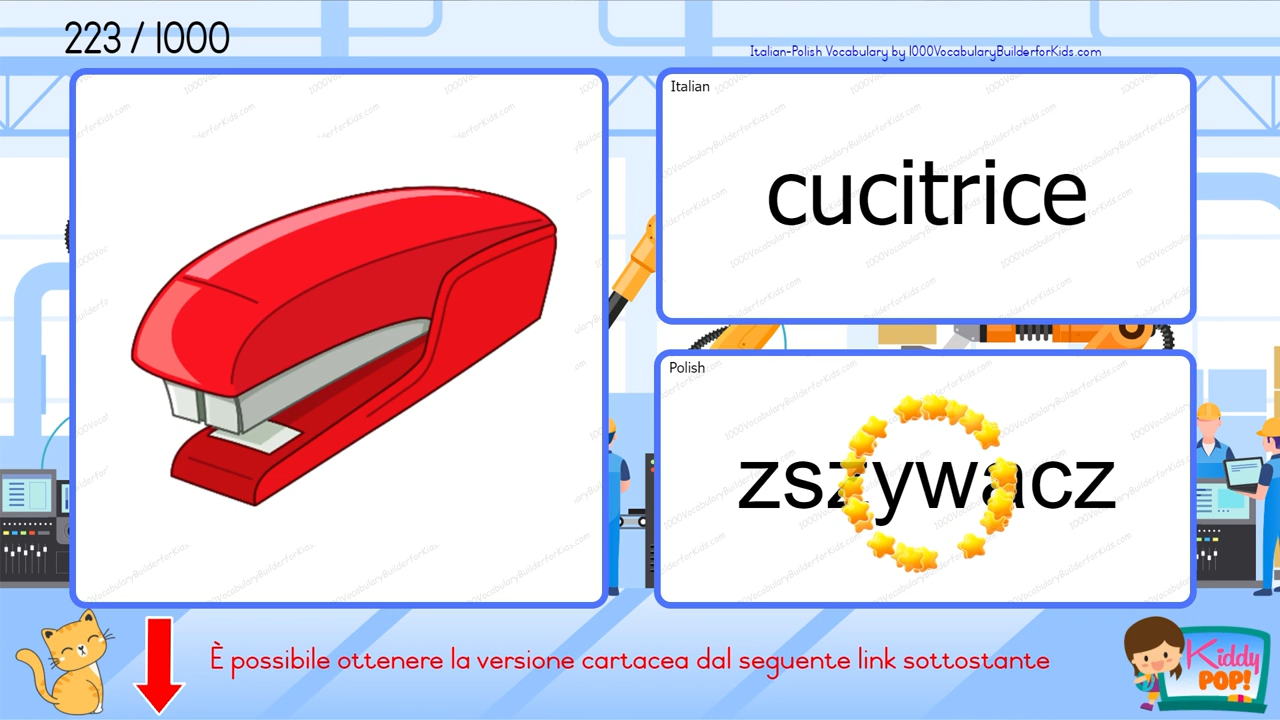 223 / 1000
Italian-Polish Vocabulary by 1000VocabularyBuilderforKids.com
Italian
cucitrice
Polish
zszywacz
È possibile ottenere la versione cartacea dal seguente link sottostante
Kiddy
POP!